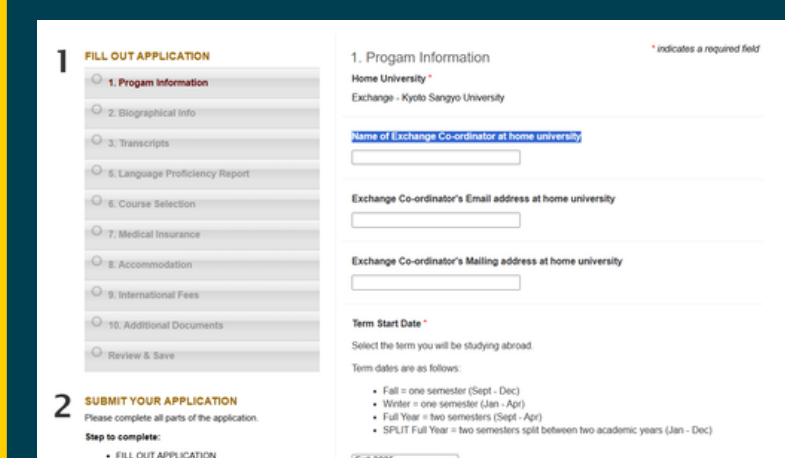 1
FILL OUT APPLICATION
1. Progam Information
2. Biographical Info
3. Transcripts
5. Language Proficiency Report
6. Course Selection
7. Medical Insurance
8. Accommodation
9. International Fees
10. Additional Documents
Review & Save
2
SUBMIT YOUR APPLICATION
Please complete all parts of the application.
Step to complete:
• FILL OUT APPLICATION
* indicates a required field
1. Progam Information
Home University *
Exchange - Kyoto Sangyo University
Name of Exchange Co-ordinator at home university
Exchange Co-ordinator's Email address at home university
Exchange Co-ordinator's Mailing address at home university
Term Start Date *
Select the term you will be studying abroad.
Term dates are as follows:
• Fall = one semester (Sept - Dec)
• Winter = one semester (Jan - Apr)
• Full Year = two semesters (Sept - Apr)
• SPLIT Full Year = two semesters split between two academic years (Jan - Dec)